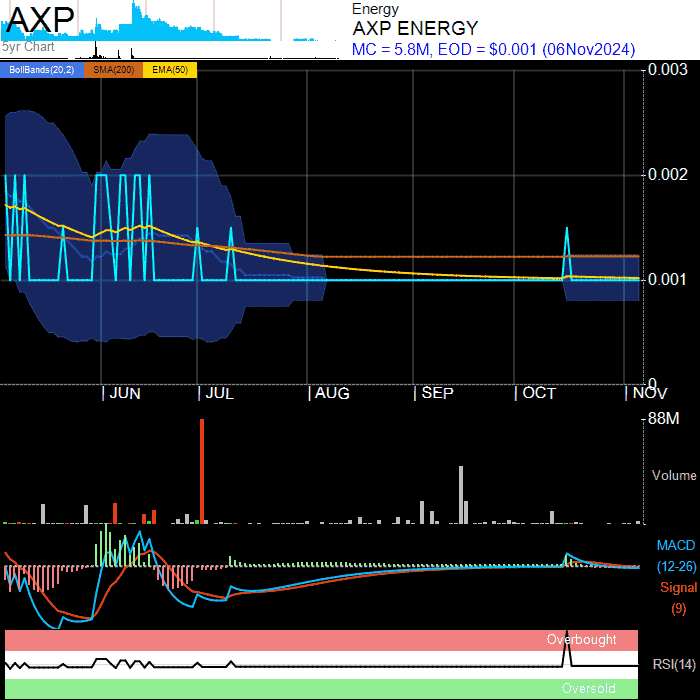 AXP
5yr Chart
Energy
AXP ENERGY
MC = 5.8M, EOD = $0.001 (06Nov2024)
BollBands(20,2) SMA(200) EMA(50)
0.003
0.002
0.001
0
| JUN | JUL | AUG | SEP | OCT | NOV
88M
Volume
MACD
(12-26)
Signal
(9)
Overbought
RSI(14)
Oversold